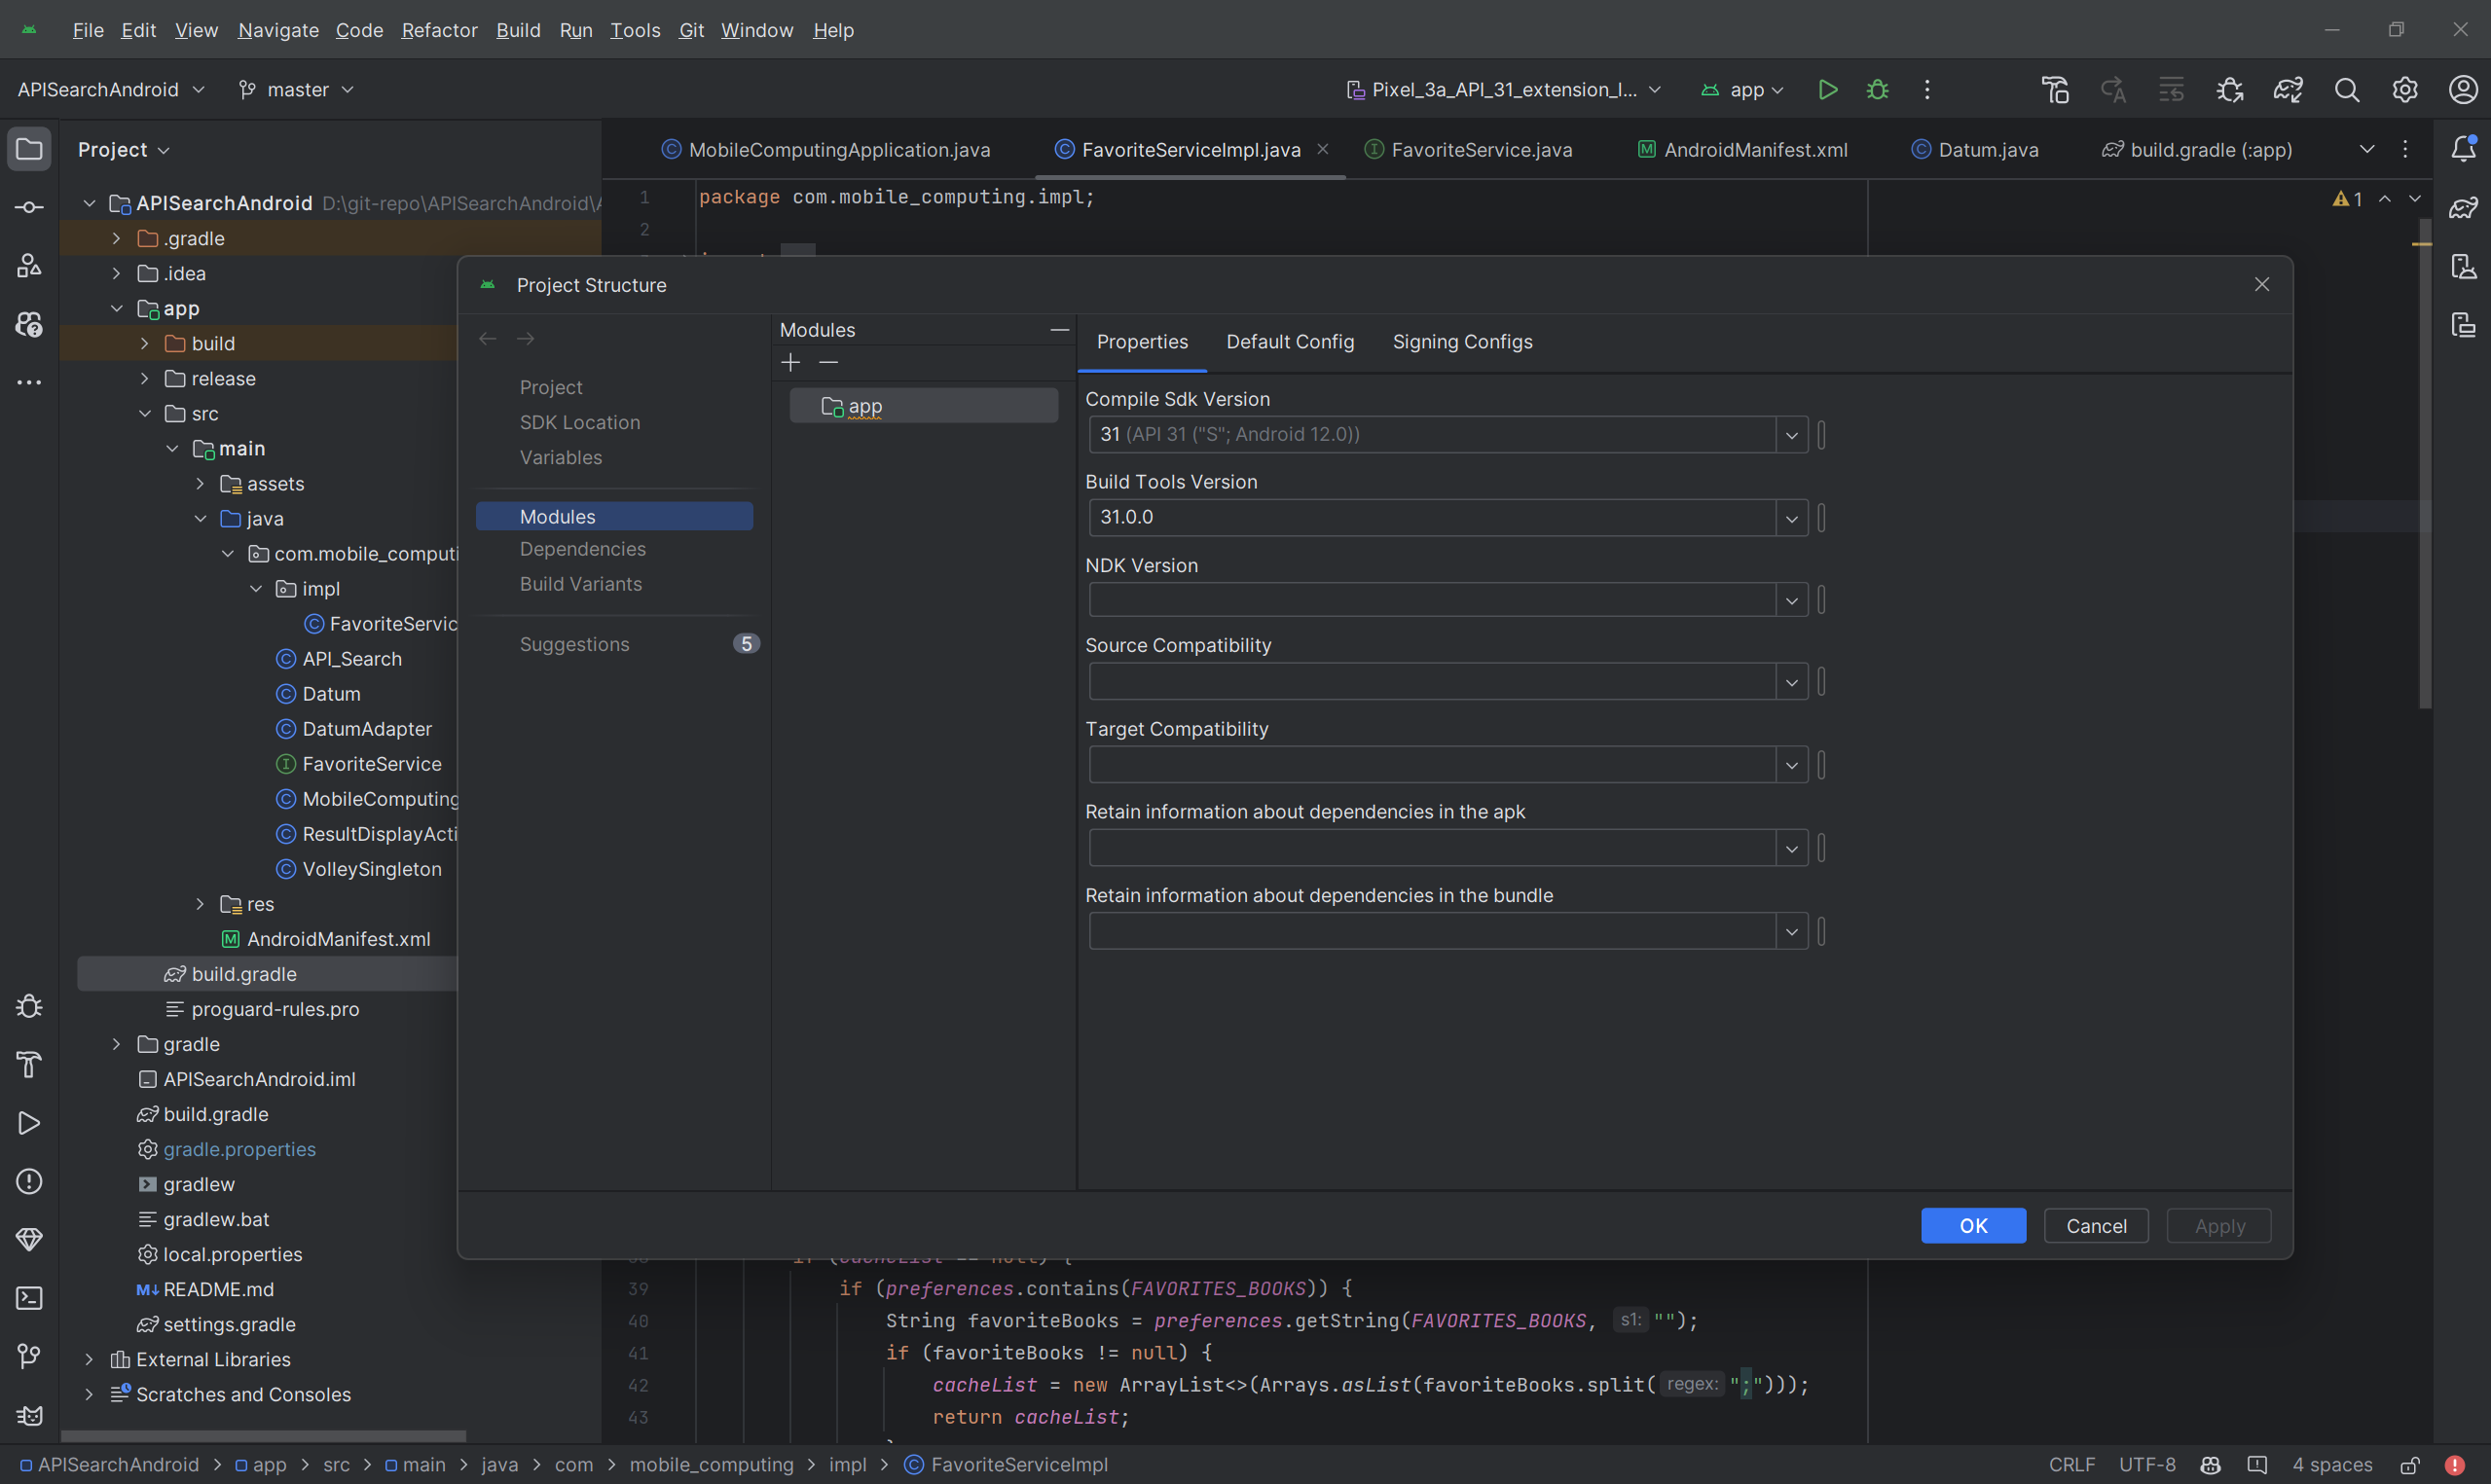 File Edit View Navigate Code Refactor Build Run Tools Git Window Help
APISearchAndroid master Pixel_3a_API_31_extension_l... app
Project
MobileComputingApplication.java FavoriteServiceImpl.java FavoriteService.java AndroidManifest.xml Datum.java build.gradle (:app)
APISearchAndroid D:\git-repo\APISearchAndroid\
.gradle
.idea
app
build
release
src
main
assets
java
com.mobile_computi
impl
FavoriteServic
API_Search
Datum
DatumAdapter
FavoriteService
MobileComputing
ResultDisplayActi
VolleySingleton
res
AndroidManifest.xml
build.gradle
proguard-rules.pro
gradle
APISearchAndroid.iml
build.gradle
gradle.properties
gradlew
gradlew.bat
local.properties
README.md
settings.gradle
External Libraries
Scratches and Consoles
1 package com.mobile_computing.impl;
2
1
Project Structure
Project
SDK Location
Variables
Modules
Dependencies
Build Variants
Suggestions 5
Modules
app
Properties Default Config Signing Configs
Compile Sdk Version
31 (API 31 ("S"; Android 12.0))
Build Tools Version
31.0.0
NDK Version
Source Compatibility
Target Compatibility
Retain information about dependencies in the apk
Retain information about dependencies in the bundle
OK Cancel Apply
39 if (preferences.contains(FAVORITES_BOOKS)) {
40 String favoriteBooks = preferences.getString(FAVORITES_BOOKS, s1: "");
41 if (favoriteBooks != null) {
42 cacheList = new ArrayList<>(Arrays.asList(favoriteBooks.split( regex: ";")));
43 return cacheList;
APISearchAndroid > app > src > main > java > com > mobile_computing > impl > FavoriteServiceImpl
CRLF UTF-8 4 spaces